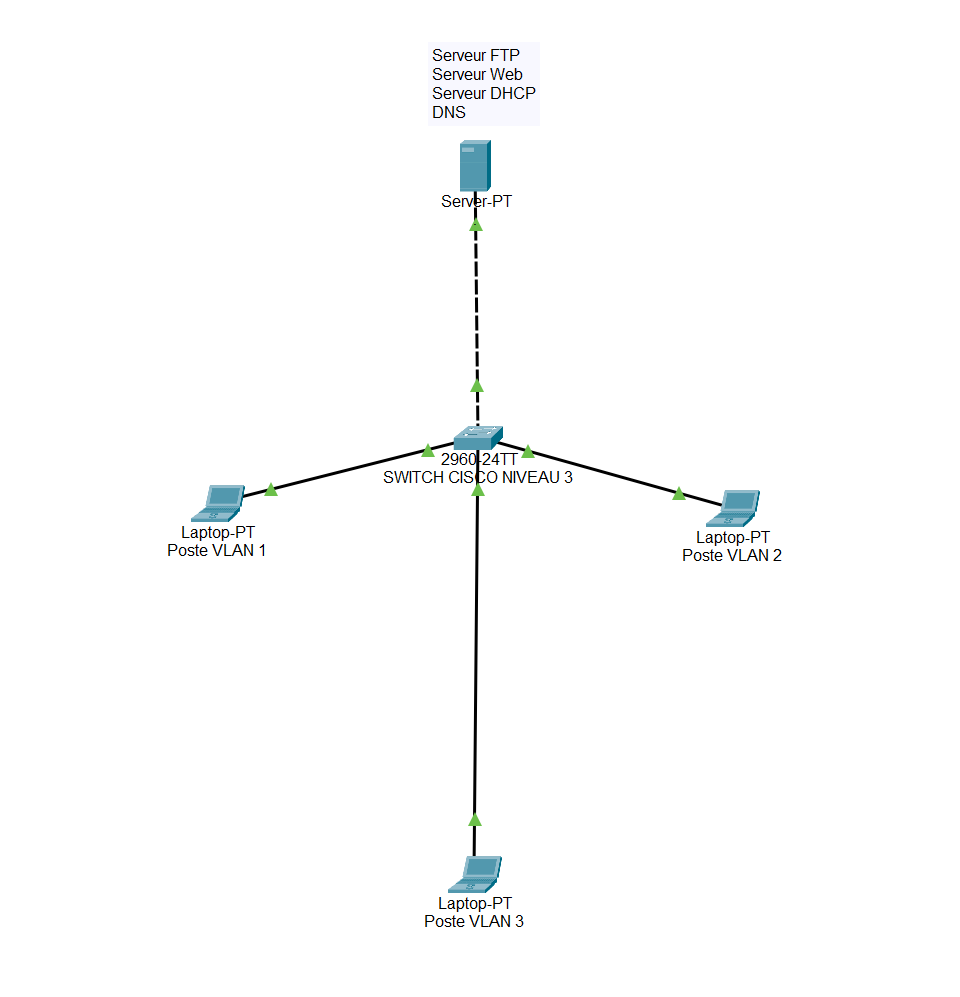 Serveur FTP
Serveur Web
Serveur DHCP
DNS
Server-PT
2960-24TT
SWITCH CISCO NIVEAU 3
Laptop-PT
Poste VLAN 1
Laptop-PT
Poste VLAN 2
Laptop-PT
Poste VLAN 3